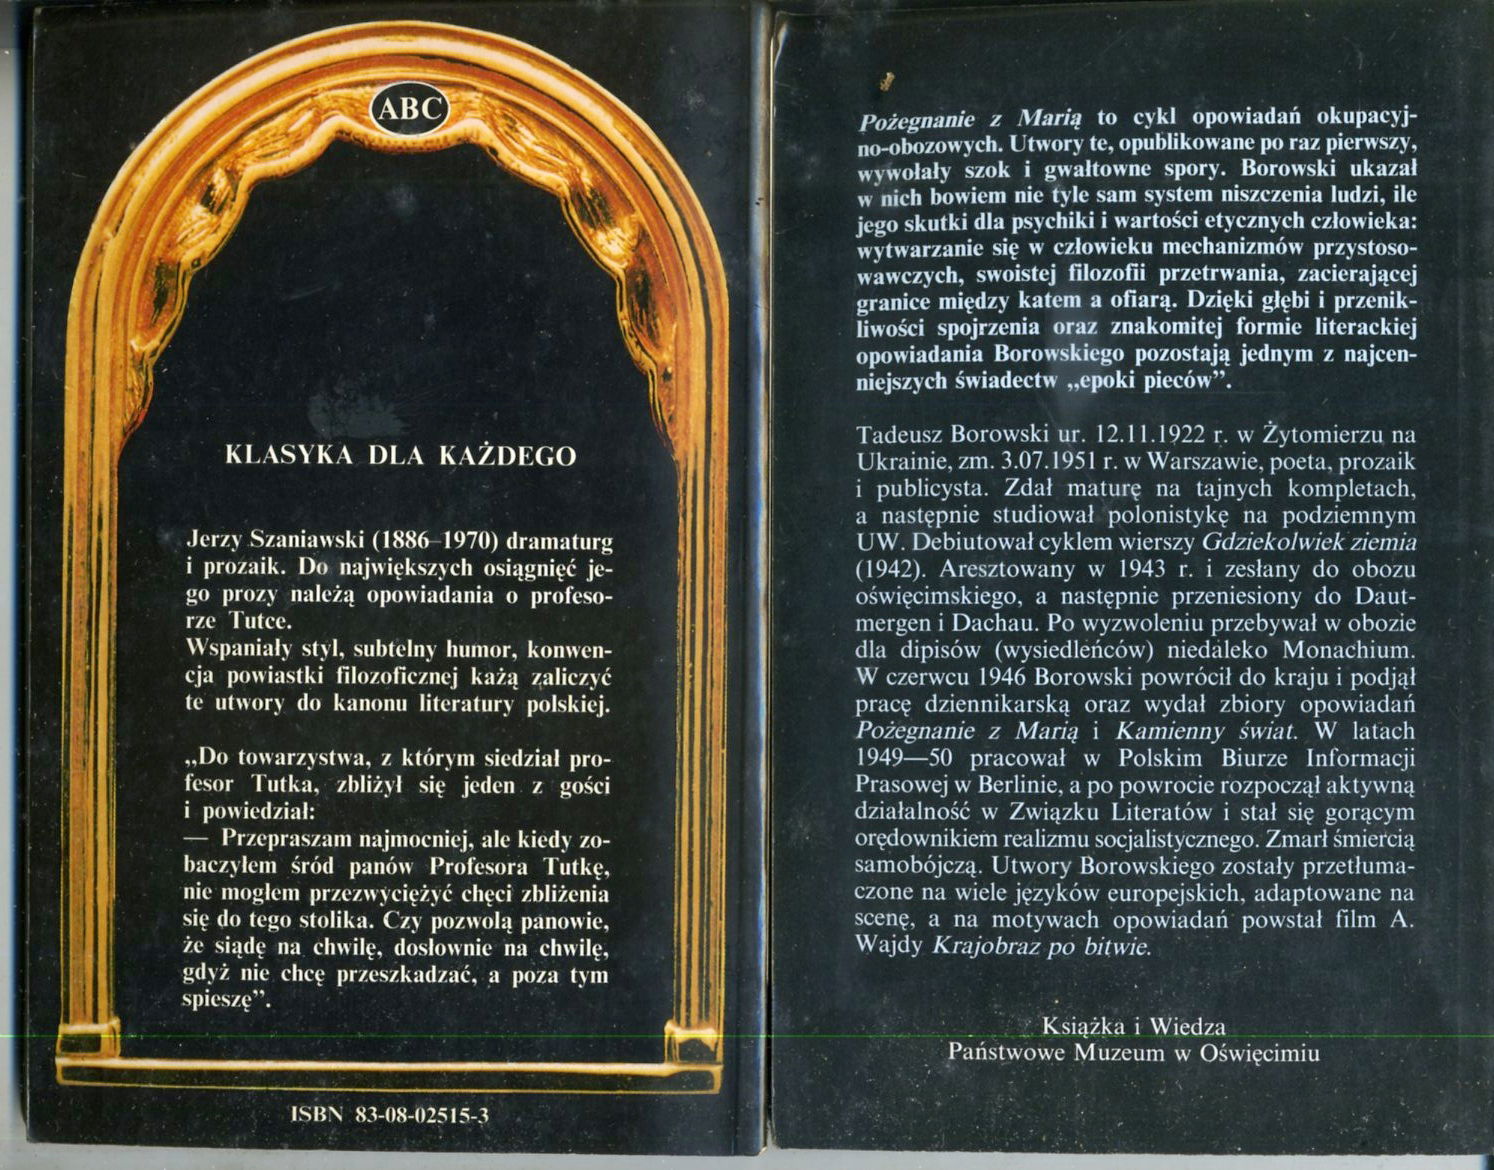 ABC
KLASYKA DLA KAŻDEGO
Jerzy Szaniawski (1886–1970) dramaturg
i prozaik. Do największych osiągnięć je-
go prozy należą opowiadania o profeso-
rze Tutce.
Wspaniały styl, subtelny humor, konwen-
cja powiastki filozoficznej każą zaliczyć
te utwory do kanonu literatury polskiej.
„Do towarzystwa, z którym siedział pro-
fesor Tutka, zbliżył się jeden z gości
i powiedział:
— Przepraszam najmocniej, ale kiedy zo-
baczyłem śród panów Profesora Tutkę,
nie mogłem przezwyciężyć chęci zbliżenia
się do tego stolika. Czy pozwolą panowie,
że siądę na chwilę, dosłownie na chwilę,
gdyż nie chcę przeszkadzać, a poza tym
spieszę”.
ISBN 83-08-02515-3
Pożegnanie z Marią to cykl opowiadań okupacyj-
no-obozowych. Utwory te, opublikowane po raz pierwszy,
wywołały szok i gwałtowne spory. Borowski ukazał
w nich bowiem nie tyle sam system niszczenia ludzi, ile
jego skutki dla psychiki i wartości etycznych człowieka:
wytwarzanie się w człowieku mechanizmów przystoso-
wawczych, swoistej filozofii przetrwania, zacierającej
granice między katem a ofiarą. Dzięki głębi i przenik-
liwości spojrzenia oraz znakomitej formie literackiej
opowiadania Borowskiego pozostają jednym z najcen-
niejszych świadectw „epoki pieców”.
Tadeusz Borowski ur. 12.11.1922 r. w Żytomierzu na
Ukrainie, zm. 3.07.1951 r. w Warszawie, poeta, prozaik
i publicysta. Zdał maturę na tajnych kompletach,
a następnie studiował polonistykę na podziemnym
UW. Debiutował cyklem wierszy Gdziekolwiek ziemia
(1942). Aresztowany w 1943 r. i zesłany do obozu
oświęcimskiego, a następnie przeniesiony do Daut-
mergen i Dachau. Po wyzwoleniu przebywał w obozie
dla dipisów (wysiedleńców) niedaleko Monachium.
W czerwcu 1946 Borowski powrócił do kraju i podjął
pracę dziennikarską oraz wydał zbiory opowiadań
Pożegnanie z Marią i Kamienny świat. W latach
1949—50 pracował w Polskim Biurze Informacji
Prasowej w Berlinie, a po powrocie rozpoczął aktywną
działalność w Związku Literatów i stał się gorącym
orędownikiem realizmu socjalistycznego. Zmarł śmiercią
samobójczą. Utwory Borowskiego zostały przetłuma-
czone na wiele języków europejskich, adaptowane na
scenę, a na motywach opowiadań powstał film A.
Wajdy Krajobraz po bitwie.
Książka i Wiedza
Państwowe Muzeum w Oświęcimiu